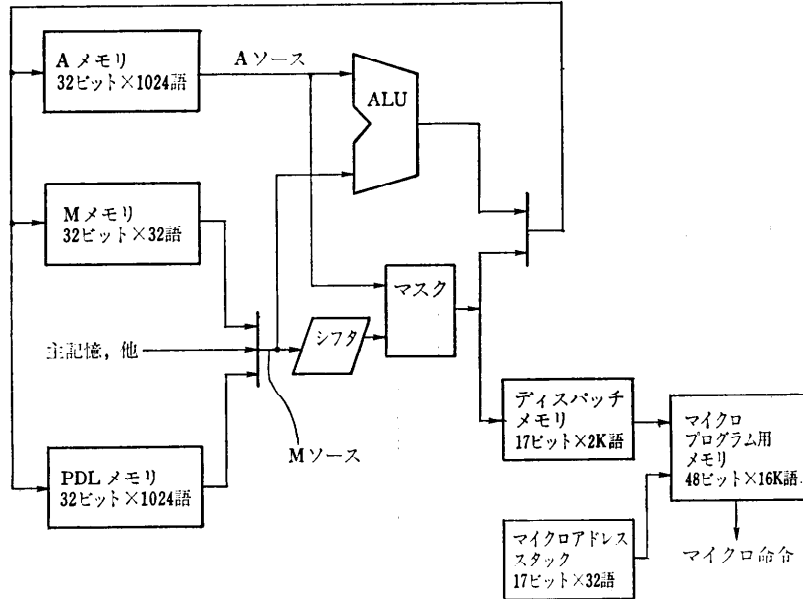 A メモリ
32ビット×1024語
A ソース
ALU
M メモリ
32ビット×32語
マスク
シフタ
主記憶, 他
M ソース
PDL メモリ
32ビット×1024語
ディスパッチ
メモリ
17ビット×2K語
マイクロ
プログラム用
メモリ
48ビット×16K語
マイクロアドレス
スタック
17ビット×32語
マイクロ命令